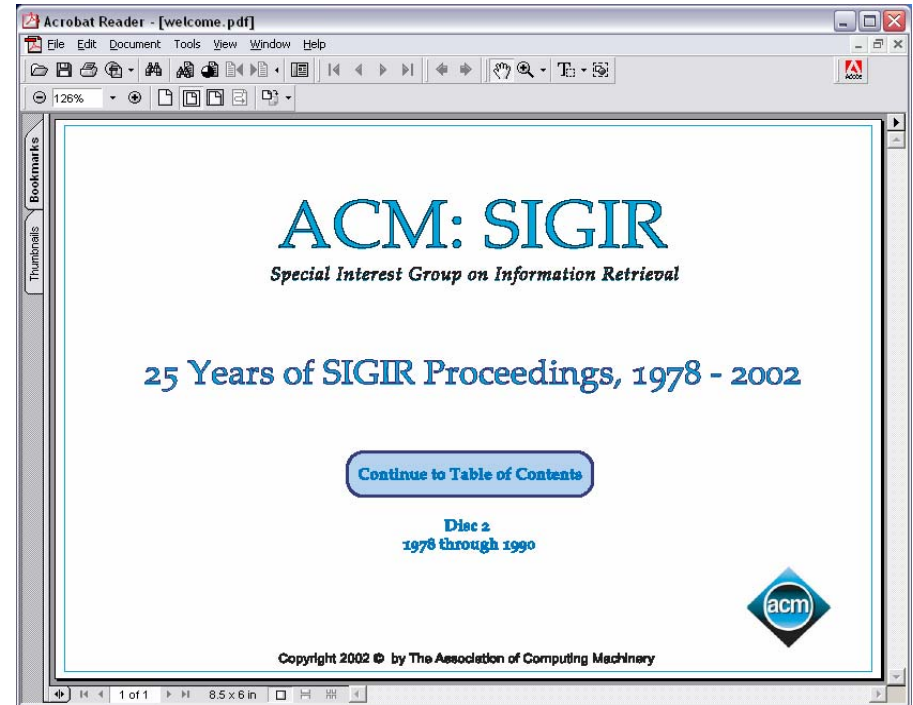 Acrobat Reader - [welcome.pdf]
File Edit Document Tools View Window Help
Adobe
126%
Bookmarks
Thumbnails
ACM: SIGIR
Special Interest Group on Information Retrieval
25 Years of SIGIR Proceedings, 1978 - 2002
Continue to Table of Contents
Disc 2
1978 through 1990
acm
Copyright 2002 © by The Association of Computing Machinery
1 of 1 8.5 x 6 in